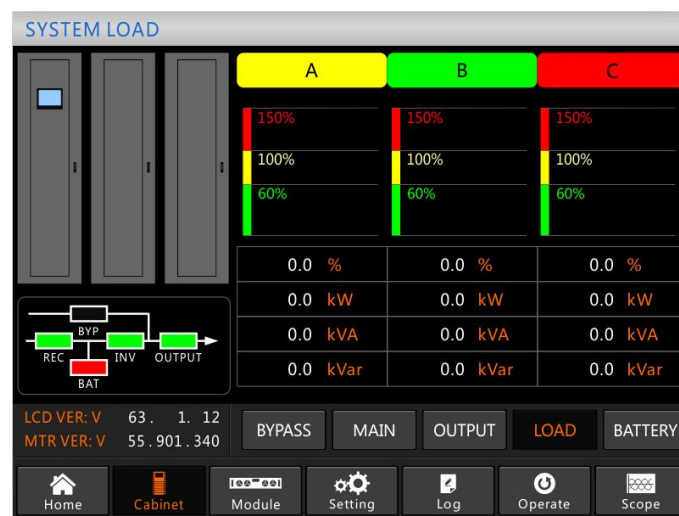 SYSTEM LOAD
A B C
150% 150% 150%
100% 100% 100%
60% 60% 60%
0.0 % 0.0 % 0.0 %
0.0 kW 0.0 kW 0.0 kW
0.0 kVA 0.0 kVA 0.0 kVA
0.0 kVar 0.0 kVar 0.0 kVar
BYP
REC INV OUTPUT
BAT
LCD VER: V 63. 1. 12
MTR VER: V 55.901.340
BYPASS MAIN OUTPUT LOAD BATTERY
Home Cabinet Module Setting Log Operate Scope